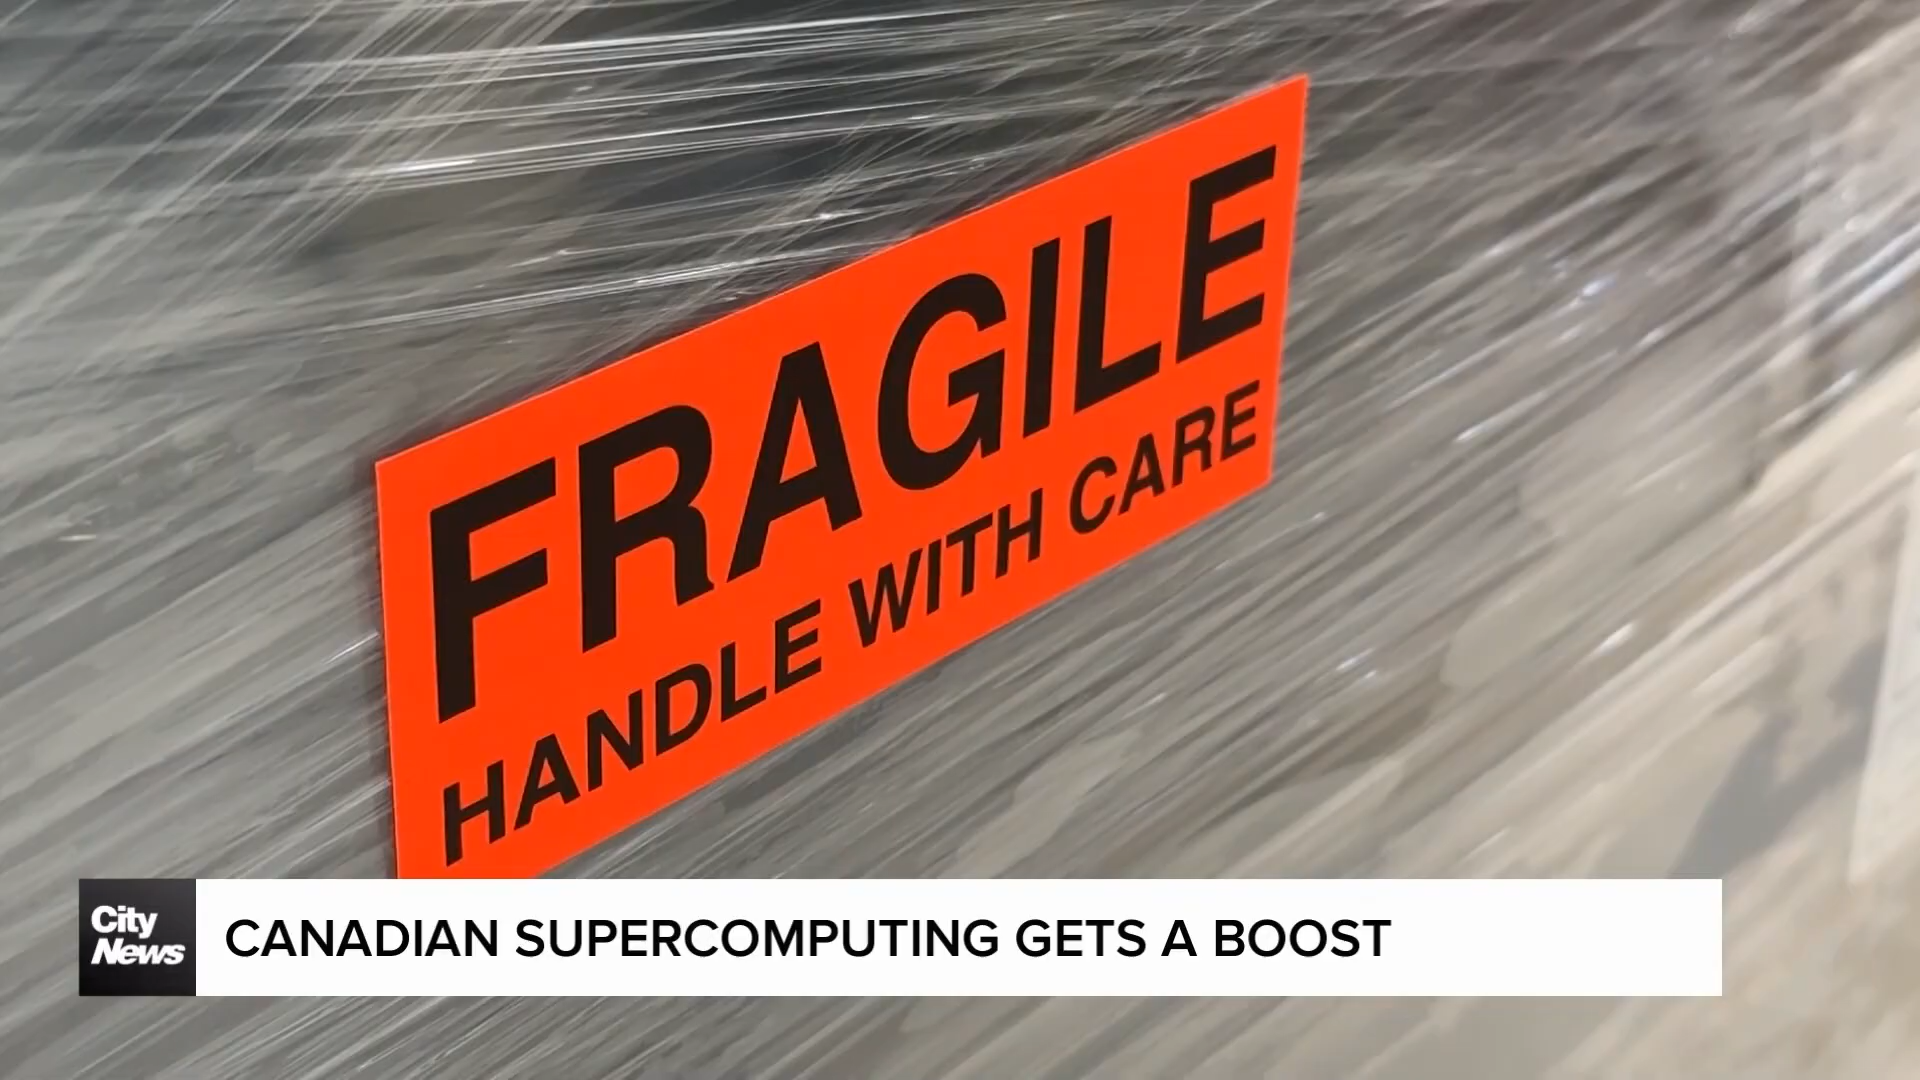 FRAGILE
HANDLE WITH CARE
City
News
CANADIAN SUPERCOMPUTING GETS A BOOST